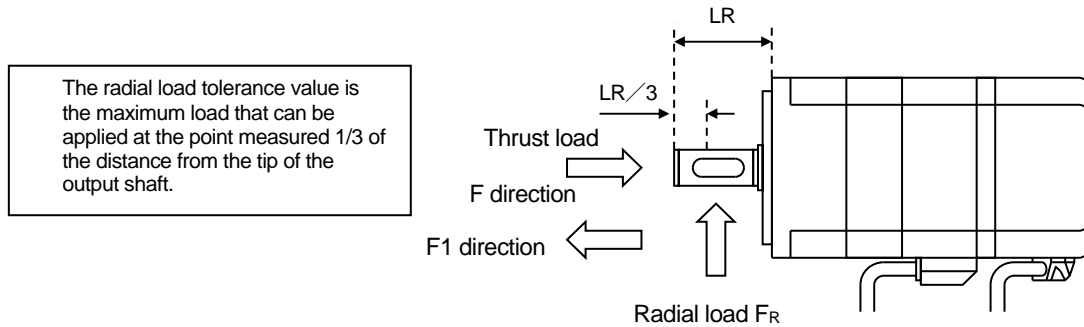 The radial load tolerance value is
the maximum load that can be
applied at the point measured 1/3 of
the distance from the tip of the
output shaft.
LR
LR／3
Thrust load
F direction
F1 direction
Radial load FR